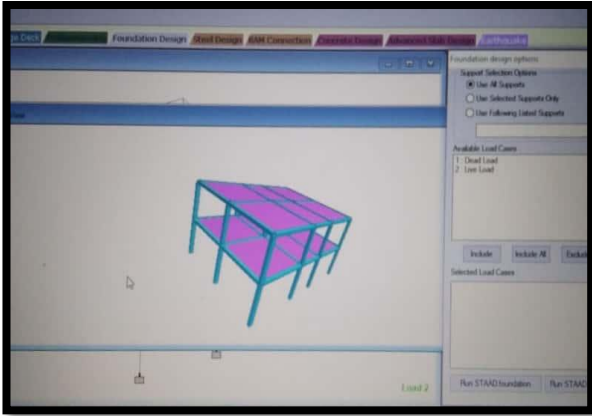 Deck
Foundation Design
Steel Design
RAM Connection
Concrete Design
Advanced Slab Design
Earthquake
Foundation design options
Support Selection Options
Use All Supports
Use Selected Supports Only
Use Following Listed Supports
Available Load Cases
1 : Dead Load
2 : Live Load
Include
Include All
Exclud
Selected Load Cases
Load 2
Run STAAD.foundation
Run STAAD